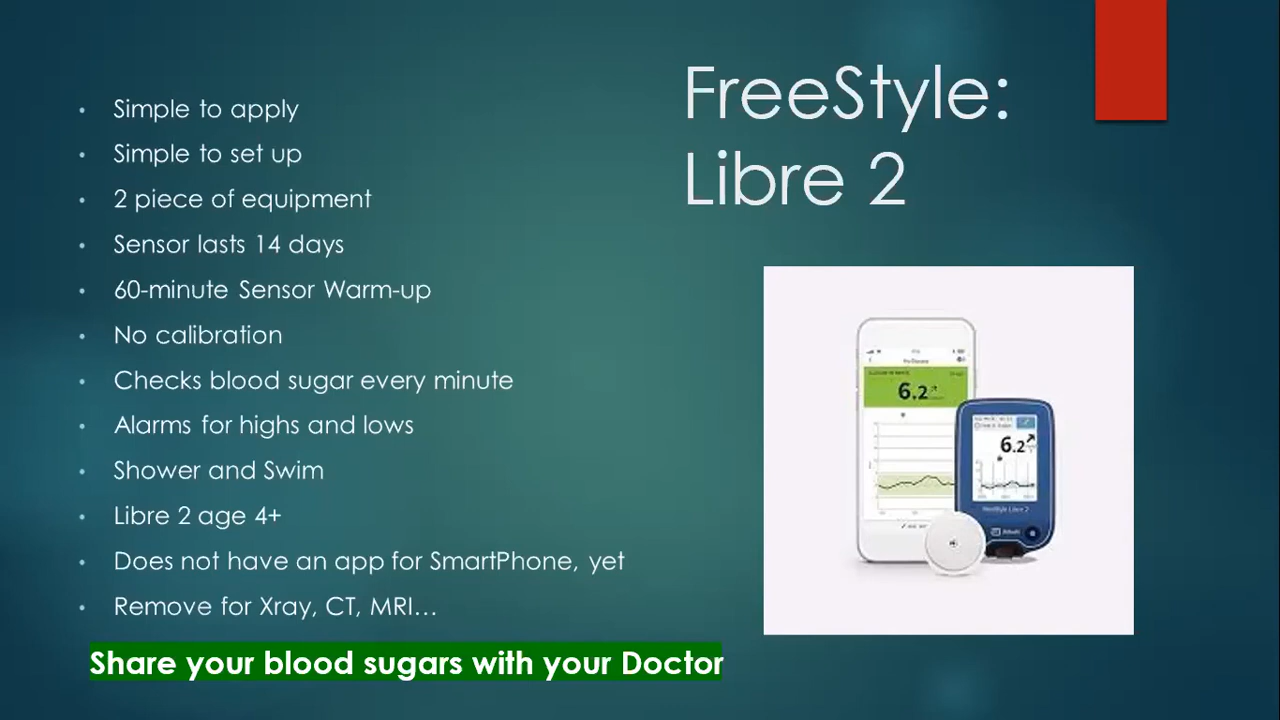 FreeStyle:
Libre 2
Simple to apply
Simple to set up
2 piece of equipment
Sensor lasts 14 days
60-minute Sensor Warm-up
No calibration
Checks blood sugar every minute
Alarms for highs and lows
Shower and Swim
Libre 2 age 4+
Does not have an app for SmartPhone, yet
Remove for Xray, CT, MRI...
Share your blood sugars with your Doctor
6.2
6.2